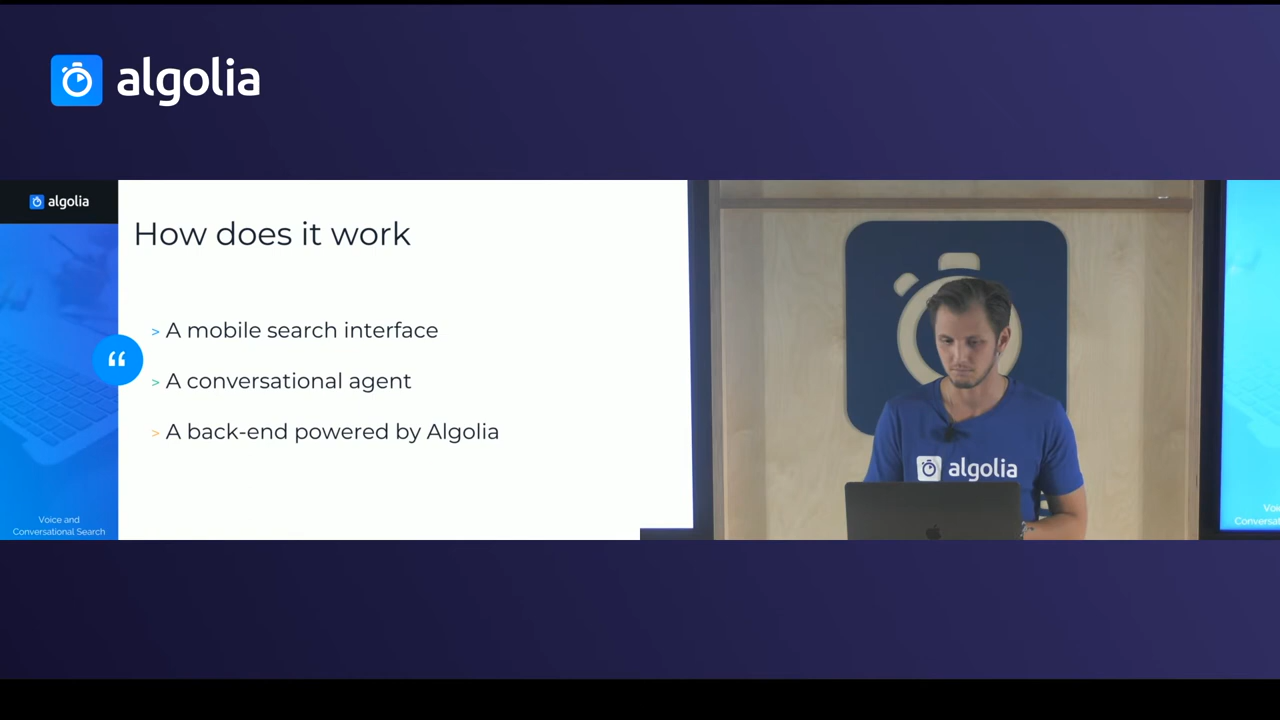 algolia
algolia
How does it work
> A mobile search interface
“
> A conversational agent
> A back-end powered by Algolia
Voice and
Conversational Search
algolia